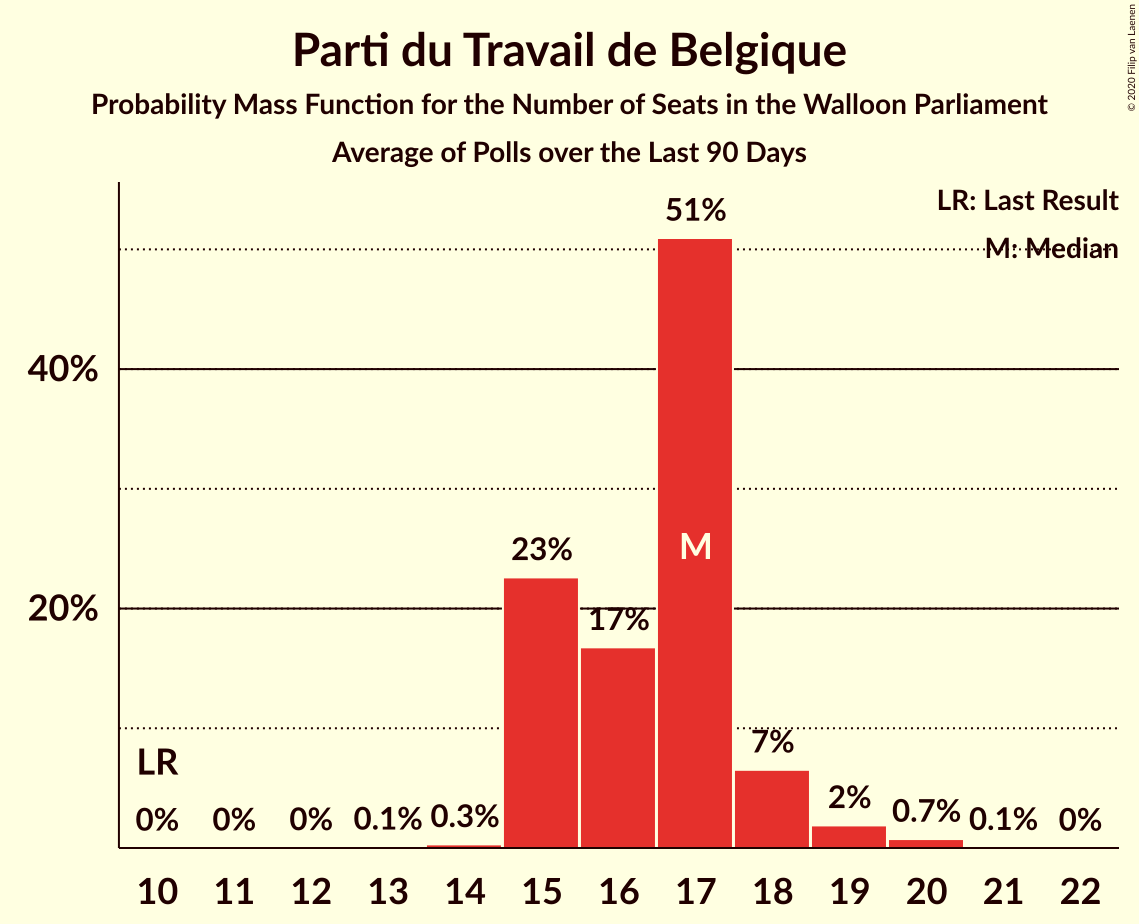 Parti du Travail de Belgique
Probability Mass Function for the Number of Seats in the Walloon Parliament
Average of Polls over the Last 90 Days
© 2020 Filip van Laenen
LR: Last Result
M: Median
51%
40%
23%
M
20%
17%
7%
LR
2%
0% 0% 0% 0.1% 0.3% 0.7% 0.1% 0%
10 11 12 13 14 15 16 17 18 19 20 21 22